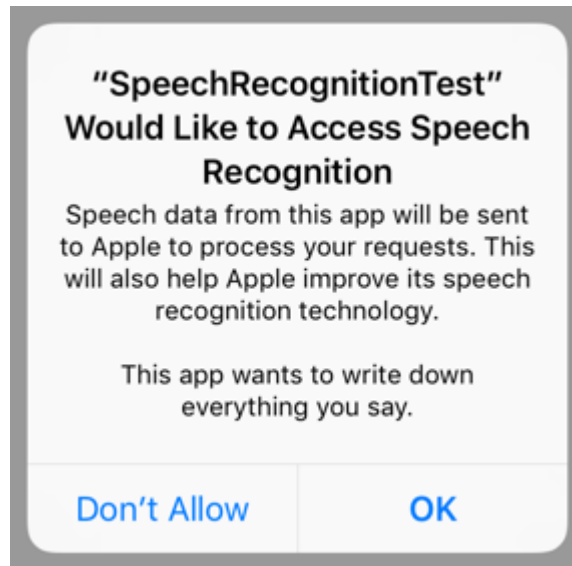 “SpeechRecognitionTest”
Would Like to Access Speech
Recognition
Speech data from this app will be sent
to Apple to process your requests. This
will also help Apple improve its speech
recognition technology.
This app wants to write down
everything you say.
Don’t Allow
OK